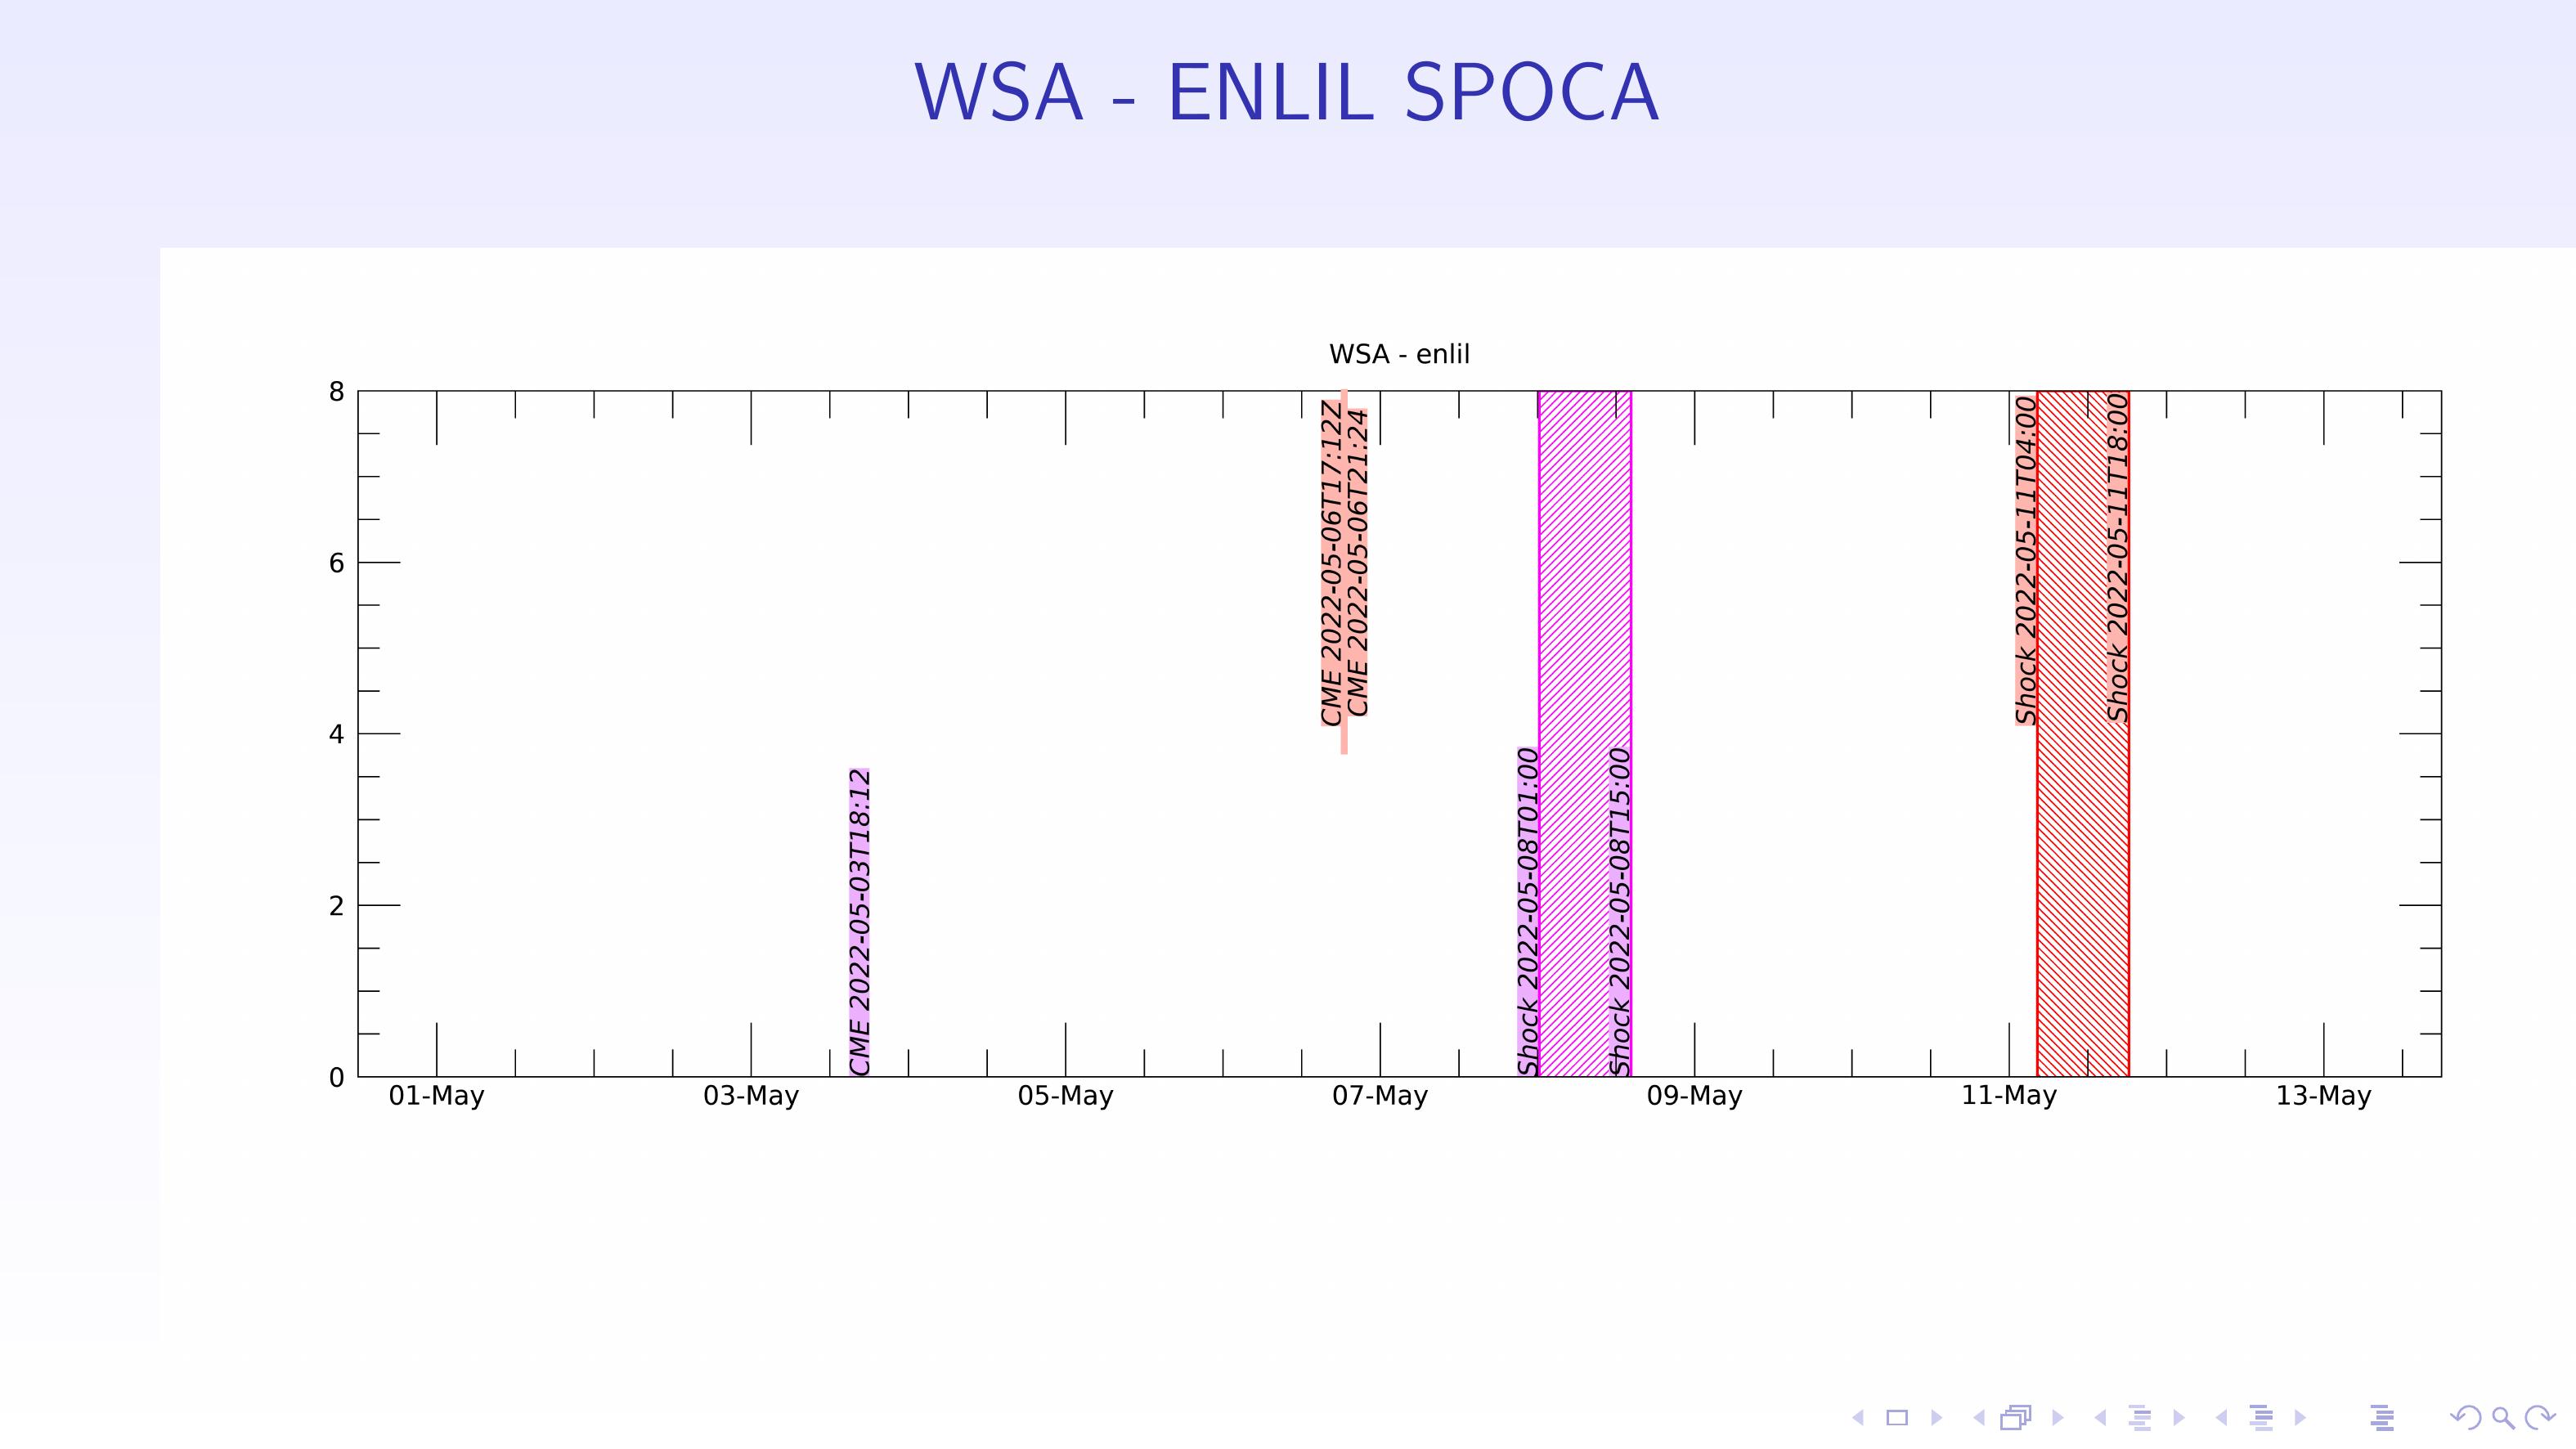 WSA - ENLIL SPOCA
WSA - enlil
8
6
4
2
0
CME 2022-05-03T18:12
CME 2022-05-06T17:12Z
CME 2022-05-06T21:24
Shock 2022-05-08T01:00
Shock 2022-05-08T15:00
Shock 2022-05-11T04:00
Shock 2022-05-11T18:00
01-May
03-May
05-May
07-May
09-May
11-May
13-May